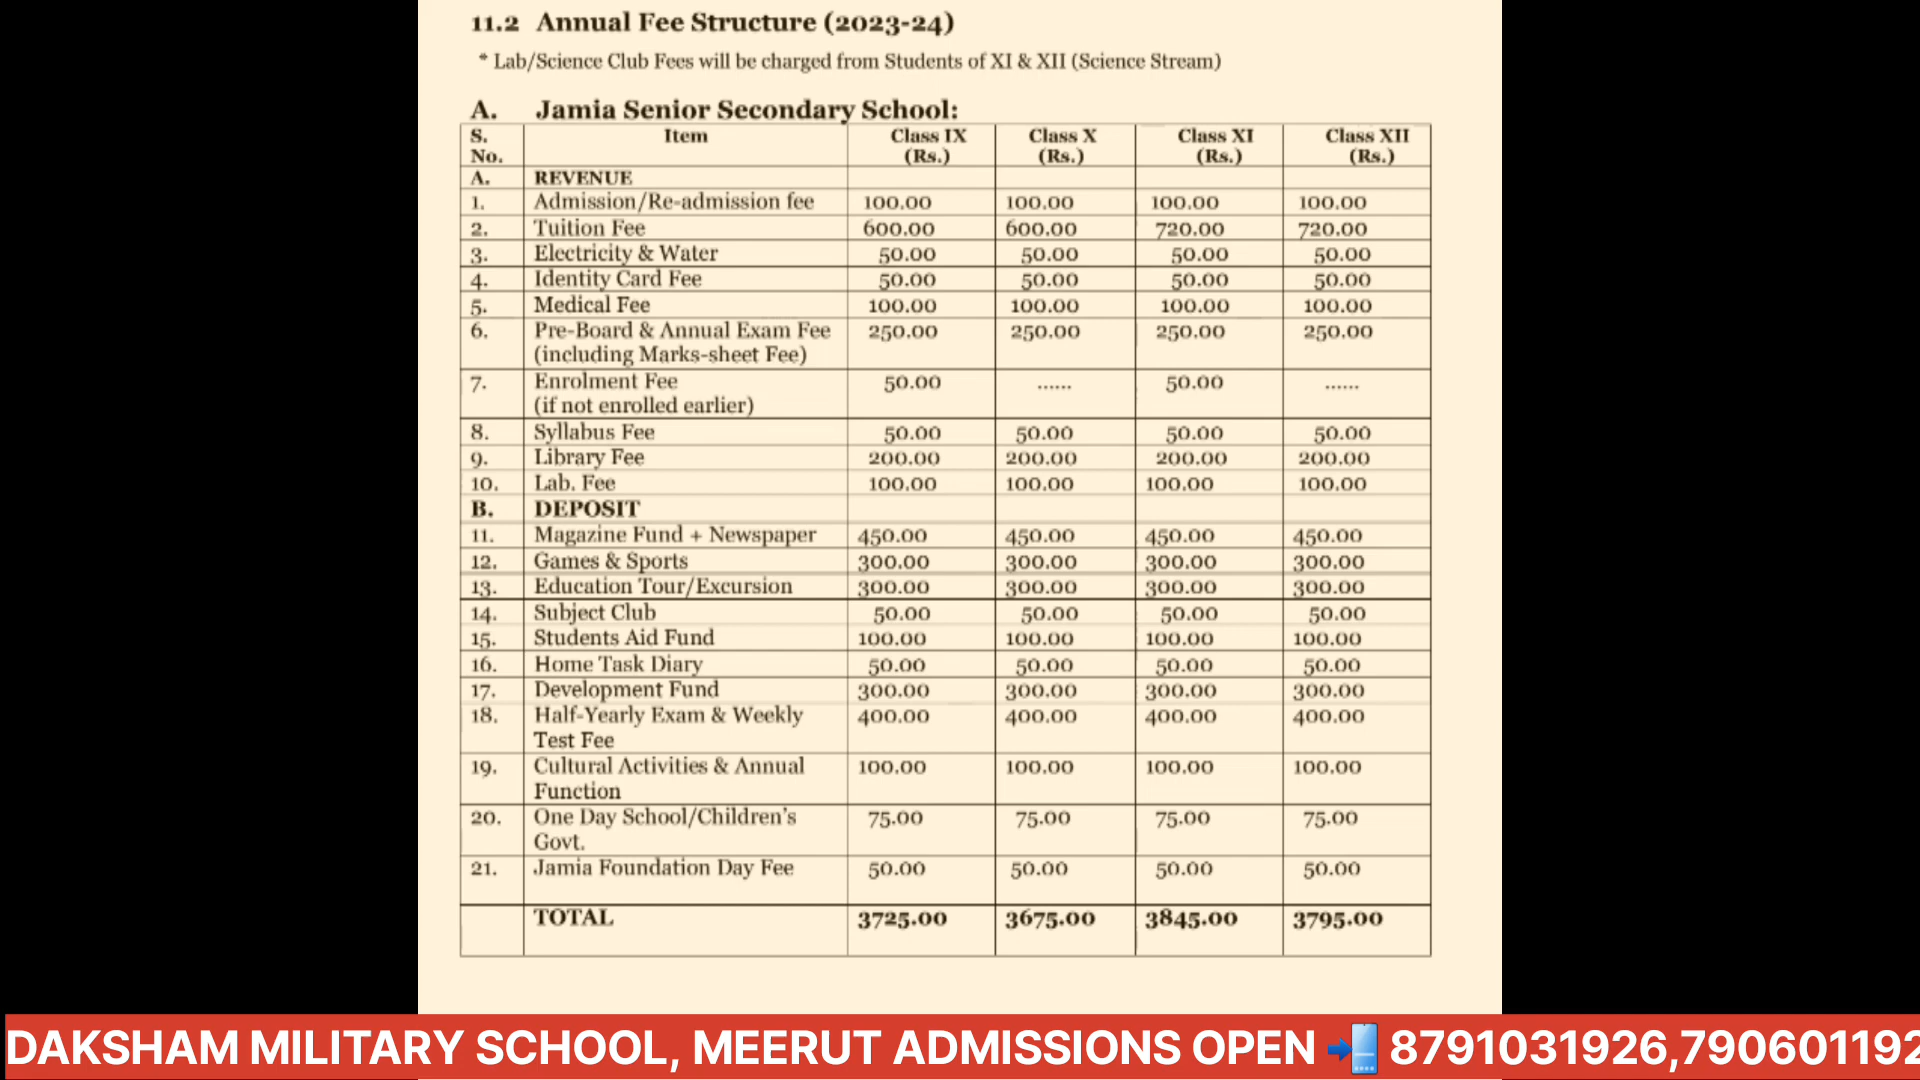 11.2 Annual Fee Structure (2023-24)
* Lab/Science Club Fees will be charged from Students of XI & XII (Science Stream)
A. Jamia Senior Secondary School:
S. No. Item Class IX (Rs.) Class X (Rs.) Class XI (Rs.) Class XII (Rs.)
A. REVENUE
1. Admission/Re-admission fee 100.00 100.00 100.00 100.00
2. Tuition Fee 600.00 600.00 720.00 720.00
3. Electricity & Water 50.00 50.00 50.00 50.00
4. Identity Card Fee 50.00 50.00 50.00 50.00
5. Medical Fee 100.00 100.00 100.00 100.00
6. Pre-Board & Annual Exam Fee 250.00 250.00 250.00 250.00
(including Marks-sheet Fee)
7. Enrolment Fee 50.00 ...... 50.00 ......
(if not enrolled earlier)
8. Syllabus Fee 50.00 50.00 50.00 50.00
9. Library Fee 200.00 200.00 200.00 200.00
10. Lab. Fee 100.00 100.00 100.00 100.00
B. DEPOSIT
11. Magazine Fund + Newspaper 450.00 450.00 450.00 450.00
12. Games & Sports 300.00 300.00 300.00 300.00
13. Education Tour/Excursion 300.00 300.00 300.00 300.00
14. Subject Club 50.00 50.00 50.00 50.00
15. Students Aid Fund 100.00 100.00 100.00 100.00
16. Home Task Diary 50.00 50.00 50.00 50.00
17. Development Fund 300.00 300.00 300.00 300.00
18. Half-Yearly Exam & Weekly 400.00 400.00 400.00 400.00
Test Fee
19. Cultural Activities & Annual 100.00 100.00 100.00 100.00
Function
20. One Day School/Children's 75.00 75.00 75.00 75.00
Govt.
21. Jamia Foundation Day Fee 50.00 50.00 50.00 50.00
TOTAL 3725.00 3675.00 3845.00 3795.00
DAKSHAM MILITARY SCHOOL, MEERUT ADMISSIONS OPEN 📲 8791031926,790601192